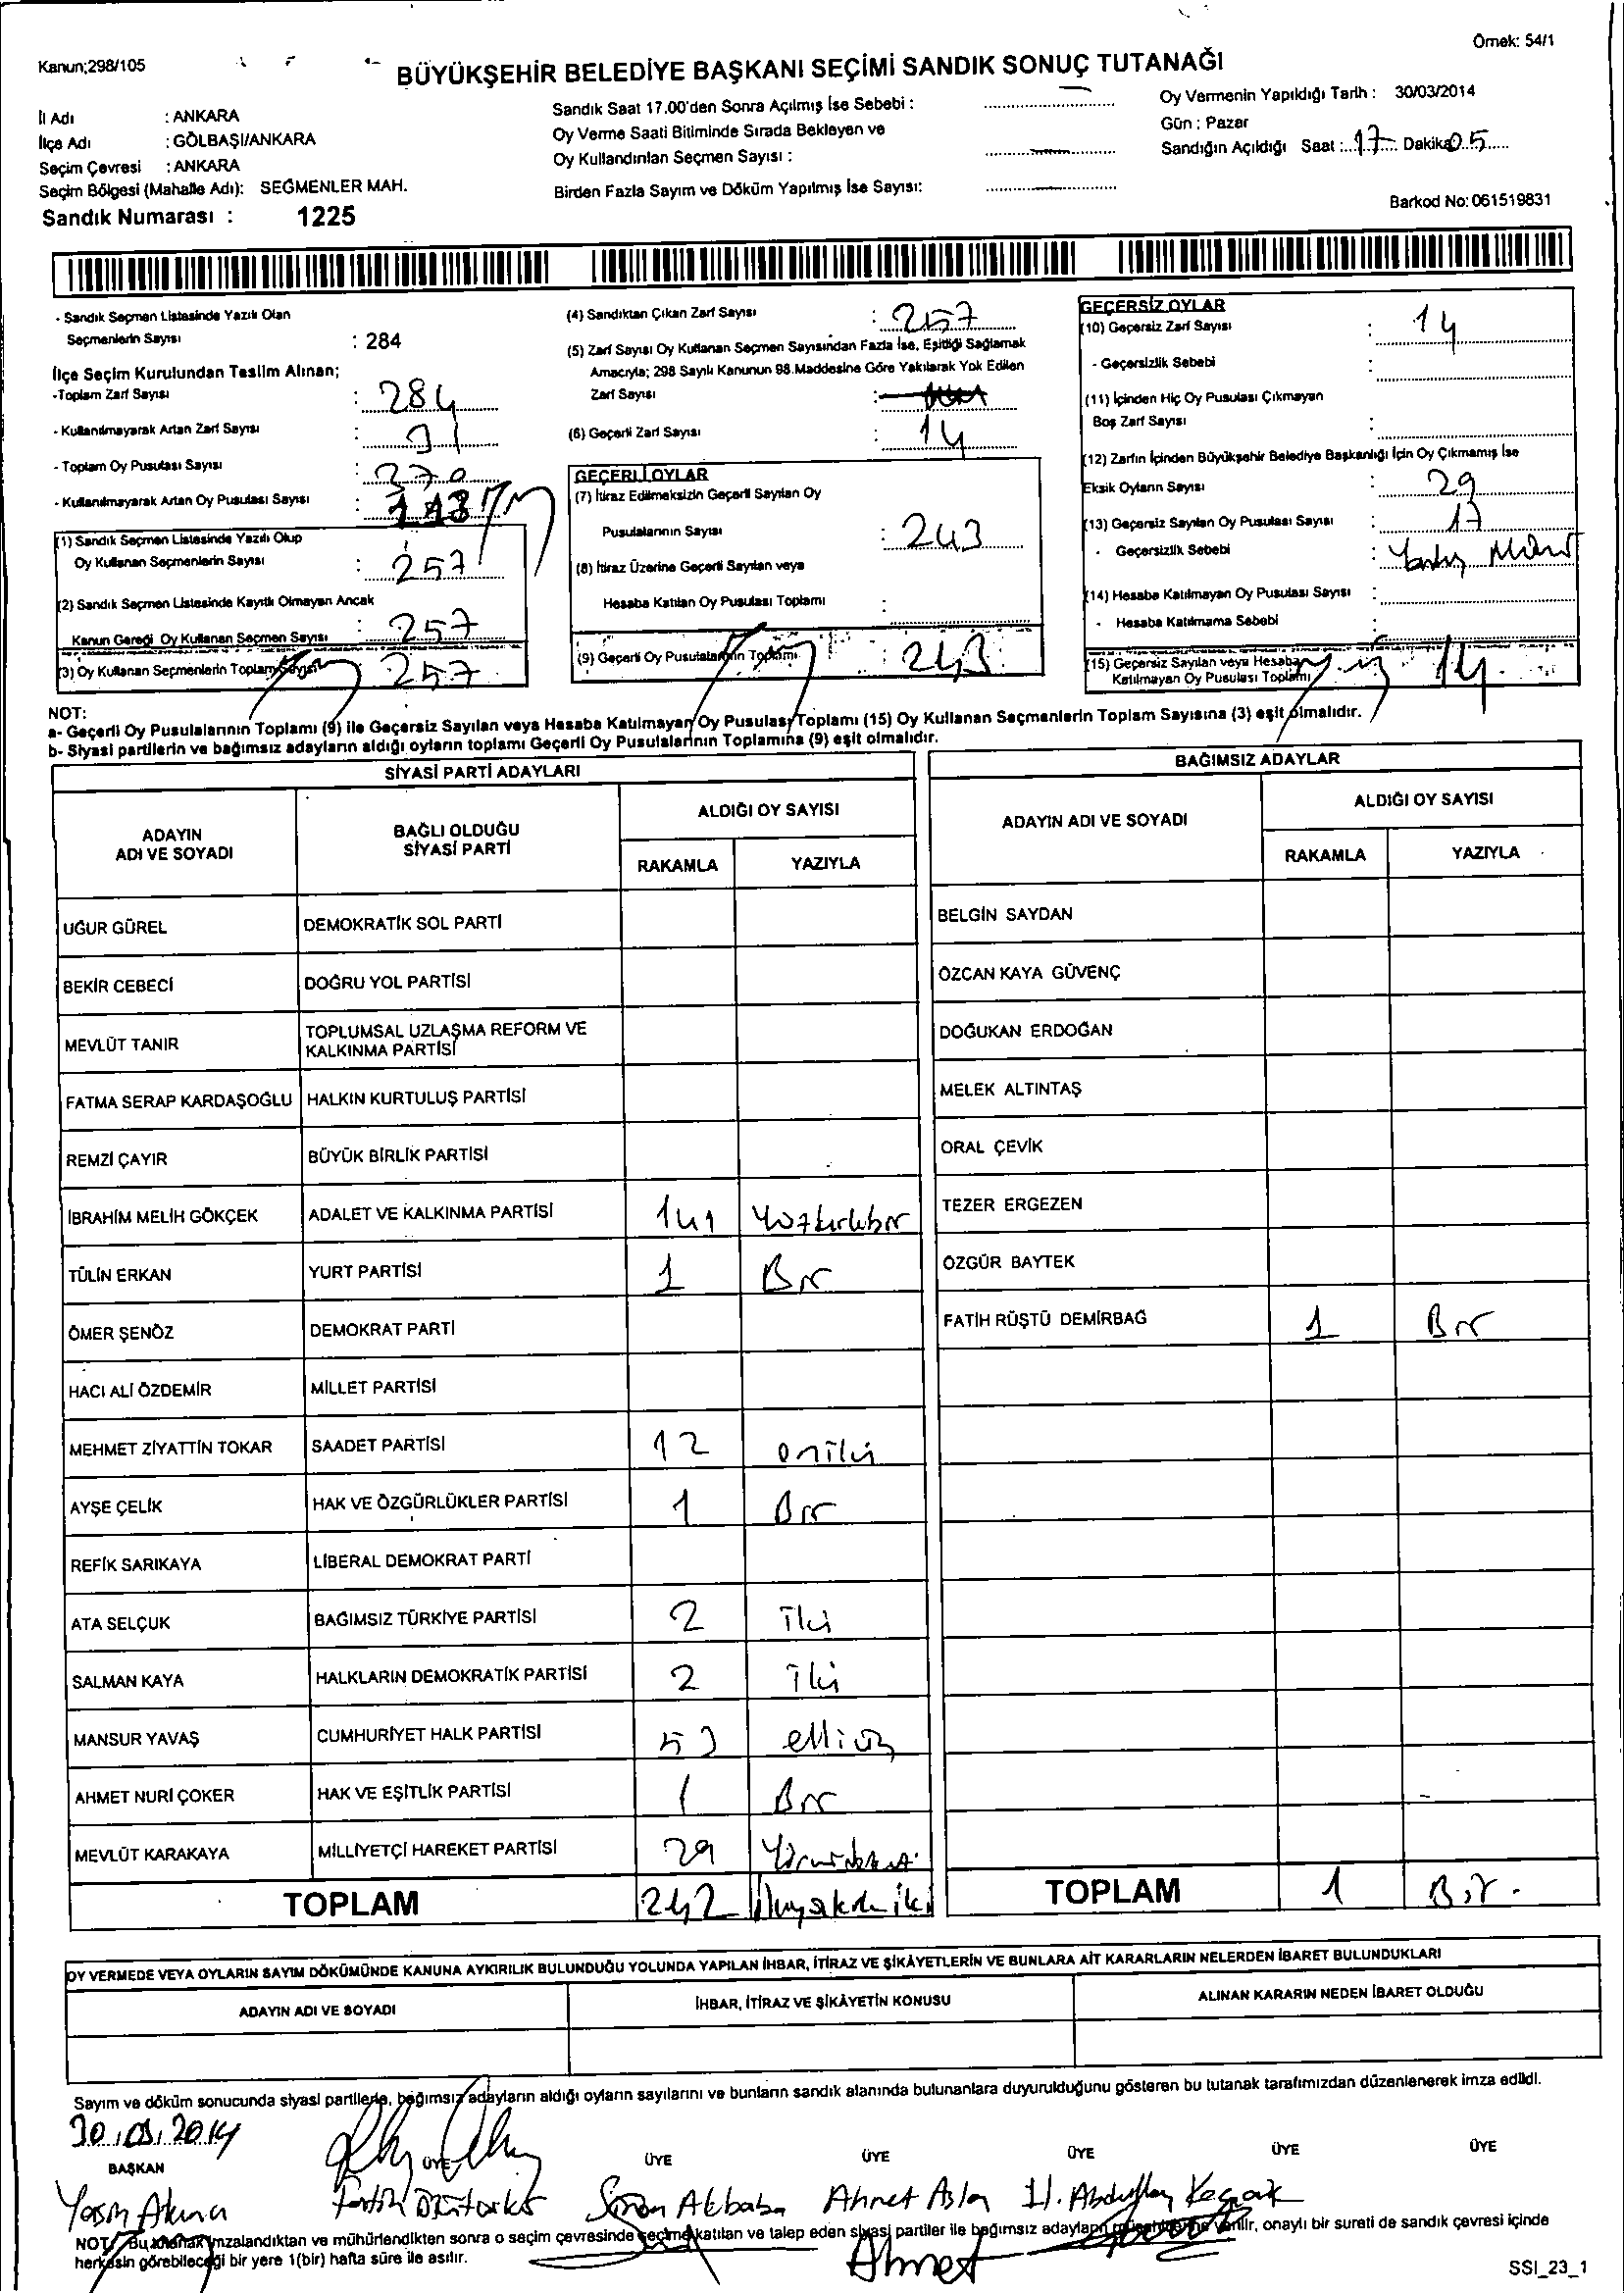 Örnek: 54/1
Kanun;298/105
BÜYÜKŞEHİR BELEDİYE BAŞKANI SEÇİMİ SANDIK SONUÇ TUTANAĞI
İl Adı : ANKARA
İlçe Adı : GÖLBAŞI/ANKARA
Seçim Çevresi : ANKARA
Seçim Bölgesi (Mahalle Adı): SEĞMENLER MAH.
Sandık Numarası : 1225
Sandık Saat 17.00'den Sonra Açılmış İse Sebebi :
Oy Verme Saati Bitiminde Sırada Bekleyen ve
Oy Kullandırılan Seçmen Sayısı :
Birden Fazla Sayım ve Döküm Yapılmış İse Sayısı:
Oy Vermenin Yapıldığı Tarih : 30/03/2014
Gün : Pazar
Sandığın Açıldığı Saat : 17 Dakika 05
Barkod No: 061519831
- Sandık Seçmen Listesinde Yazılı Olan
Seçmenlerin Sayısı : 284
İlçe Seçim Kurulundan Teslim Alınan;
-Toplam Zarf Sayısı : 284
- Kullanılmayarak Artan Zarf Sayısı :
- Toplam Oy Pusulası Sayısı : 370
- Kullanılmayarak Artan Oy Pusulası Sayısı : 113
(1) Sandık Seçmen Listesinde Yazılı Olup
Oy Kullanan Seçmenlerin Sayısı : 257
(2) Sandık Seçmen Listesinde Kayıtlı Olmayan Ancak
Kanun Gereği Oy Kullanan Seçmen Sayısı : 257
(3) Oy Kullanan Seçmenlerin Toplam Sayısı 257
(4) Sandıktan Çıkan Zarf Sayısı : 257
(5) Zarf Sayısı Oy Kullanan Seçmen Sayısından Fazla İse, Eşitliği Sağlamak
Amacıyla; 298 Sayılı Kanunun 98.Maddesine Göre Yakılarak Yok Edilen
Zarf Sayısı :
(6) Geçerli Zarf Sayısı : 14
GEÇERLİ OYLAR
(7) İtiraz Edilmeksizin Geçerli Sayılan Oy
Pusulalarının Sayısı : 243
(8) İtiraz Üzerine Geçerli Sayılan veya
Hesaba Katılan Oy Pusulası Toplamı :
(9) Geçerli Oy Pusulalarının Toplamı : 243
GEÇERSİZ OYLAR
(10) Geçersiz Zarf Sayısı : 14
- Geçersizlik Sebebi :
(11) İçinden Hiç Oy Pusulası Çıkmayan
Boş Zarf Sayısı :
(12) Zarfın İçinden Büyükşehir Belediye Başkanlığı İçin Oy Çıkmamış İse
Eksik Oyların Sayısı : 29
(13) Geçersiz Sayılan Oy Pusulası Sayısı : 17
- Geçersizlik Sebebi :
(14) Hesaba Katılmayan Oy Pusulası Sayısı :
- Hesaba Katılmama Sebebi :
(15) Geçersiz Sayılan veya Hesaba
Katılmayan Oy Pusulası Toplamı 14
NOT:
a- Geçerli Oy Pusulalarının Toplamı (9) ile Geçersiz Sayılan veya Hesaba Katılmayan Oy Pusulası Toplamı (15) Oy Kullanan Seçmenlerin Toplam Sayısına (3) eşit olmalıdır.
b- Siyasi partilerin ve bağımsız adayların aldığı oyların toplamı Geçerli Oy Pusulalarının Toplamına (9) eşit olmalıdır.
SİYASİ PARTİ ADAYLARI
ADAYIN ADI VE SOYADI BAĞLI OLDUĞU SİYASİ PARTİ ALDIĞI OY SAYISI
RAKAMLA YAZIYLA
UĞUR GÜREL DEMOKRATİK SOL PARTİ
BEKİR CEBECİ DOĞRU YOL PARTİSİ
MEVLÜT TANIR TOPLUMSAL UZLAŞMA REFORM VE KALKINMA PARTİSİ
FATMA SERAP KARDAŞOĞLU HALKIN KURTULUŞ PARTİSİ
REMZİ ÇAYIR BÜYÜK BİRLİK PARTİSİ
İBRAHİM MELİH GÖKÇEK ADALET VE KALKINMA PARTİSİ 141 Yüzkırkbir
TÜLİN ERKAN YURT PARTİSİ 1 Bir
ÖMER ŞENÖZ DEMOKRAT PARTİ
HACI ALİ ÖZDEMİR MİLLET PARTİSİ
MEHMET ZİYATTİN TOKAR SAADET PARTİSİ 12 oniki
AYŞE ÇELİK HAK VE ÖZGÜRLÜKLER PARTİSİ 1 Bir
REFİK SARIKAYA LİBERAL DEMOKRAT PARTİ
ATA SELÇUK BAĞIMSIZ TÜRKİYE PARTİSİ 2 İki
SALMAN KAYA HALKLARIN DEMOKRATİK PARTİSİ 2 İki
MANSUR YAVAŞ CUMHURİYET HALK PARTİSİ 53 elliüç
AHMET NURİ ÇOKER HAK VE EŞİTLİK PARTİSİ 1 Bir
MEVLÜT KARAKAYA MİLLİYETÇİ HAREKET PARTİSİ 29 Yirmidokuz
TOPLAM 242 ikiyüzkırkiki
BAĞIMSIZ ADAYLAR
ADAYIN ADI VE SOYADI ALDIĞI OY SAYISI
RAKAMLA YAZIYLA
BELGİN SAYDAN
ÖZCAN KAYA GÜVENÇ
DOĞUKAN ERDOĞAN
MELEK ALTINTAŞ
ORAL ÇEVİK
TEZER ERGEZEN
ÖZGÜR BAYTEK
FATİH RÜŞTÜ DEMİRBAĞ 1 Bir
TOPLAM 1 Bir.
OY VERMEDE VEYA OYLARIN SAYIM DÖKÜMÜNDE KANUNA AYKIRILIK BULUNDUĞU YOLUNDA YAPILAN İHBAR, İTİRAZ VE ŞİKÂYETLERİN VE BUNLARA AİT KARARLARIN NELERDEN İBARET BULUNDUKLARI
ADAYIN ADI VE SOYADI İHBAR, İTİRAZ VE ŞİKÂYETİN KONUSU ALINAN KARARIN NEDEN İBARET OLDUĞU
Sayım ve döküm sonucunda siyasi partilerle, bağımsız adayların aldığı oyların sayılarını ve bunların sandık alanında bulunanlara duyurulduğunu gösteren bu tutanak tarafımızdan düzenlenerek imza edildi.
30.03.2014
BAŞKAN ÜYE ÜYE ÜYE ÜYE ÜYE ÜYE
Akbaba Ahmet Aslan H. Abdullah
NOT: Bu tutanak imzalandıktan ve mühürlendikten sonra o seçim çevresinde seçime katılan ve talep eden siyasi partiler ile bağımsız adayların müşahitlerine verilir, onaylı bir sureti de sandık çevresi içinde
herkesin görebileceği bir yere 1(bir) hafta süre ile asılır.
Ahmet
SSI_23_1